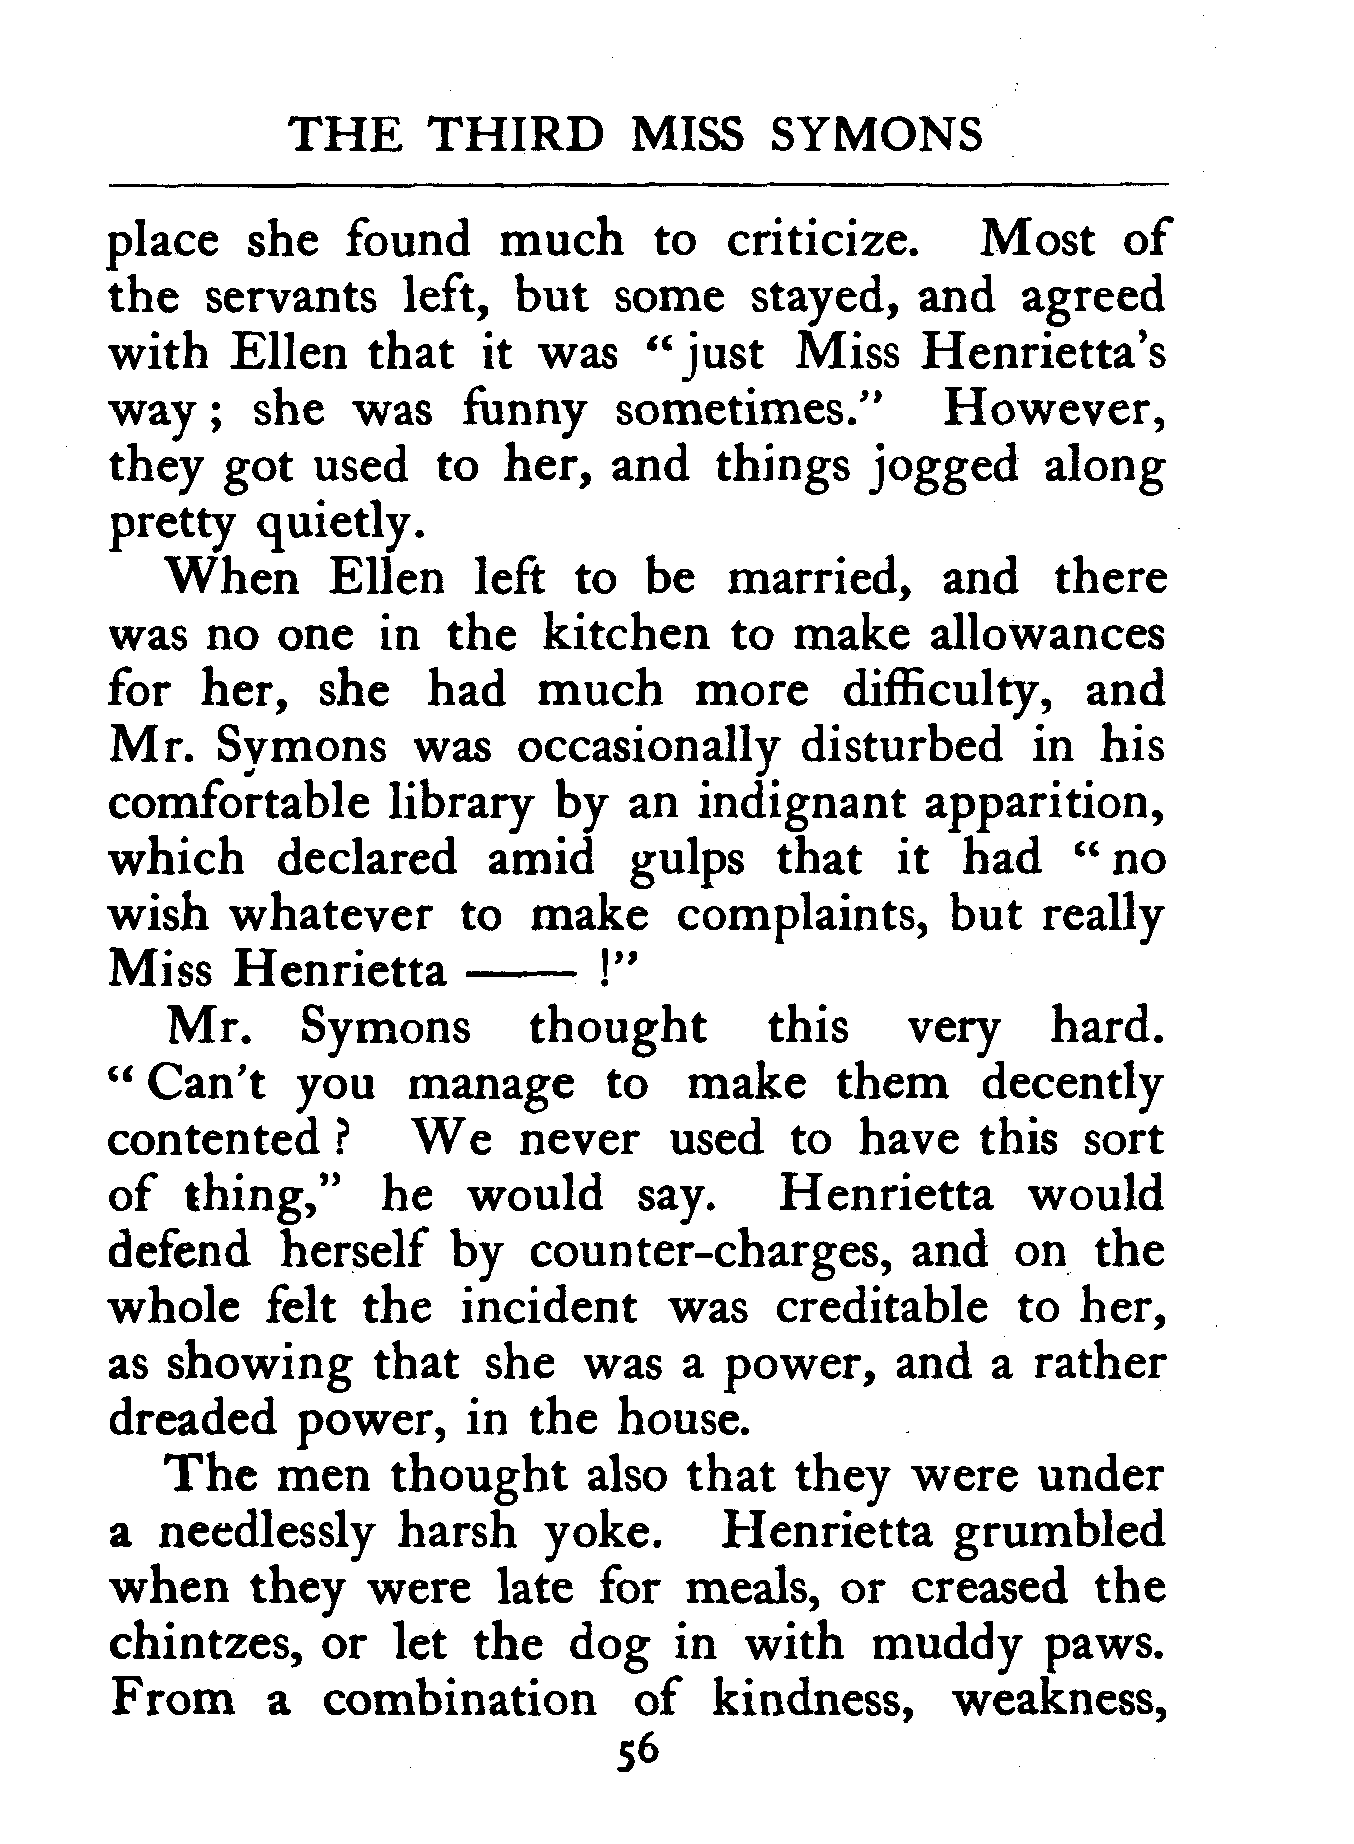 THE THIRD MISS SYMONS
place she found much to criticize. Most of
the servants left, but some stayed, and agreed
with Ellen that it was “ just Miss Henrietta’s
way ; she was funny sometimes.” However,
they got used to her, and things jogged along
pretty quietly.
When Ellen left to be married, and there
was no one in the kitchen to make allowances
for her, she had much more difficulty, and
Mr. Symons was occasionally disturbed in his
comfortable library by an indignant apparition,
which declared amid gulps that it had “ no
wish whatever to make complaints, but really
Miss Henrietta —— !”
Mr. Symons thought this very hard.
“ Can’t you manage to make them decently
contented ? We never used to have this sort
of thing,” he would say. Henrietta would
defend herself by counter-charges, and on the
whole felt the incident was creditable to her,
as showing that she was a power, and a rather
dreaded power, in the house.
The men thought also that they were under
a needlessly harsh yoke. Henrietta grumbled
when they were late for meals, or creased the
chintzes, or let the dog in with muddy paws.
From a combination of kindness, weakness,
56